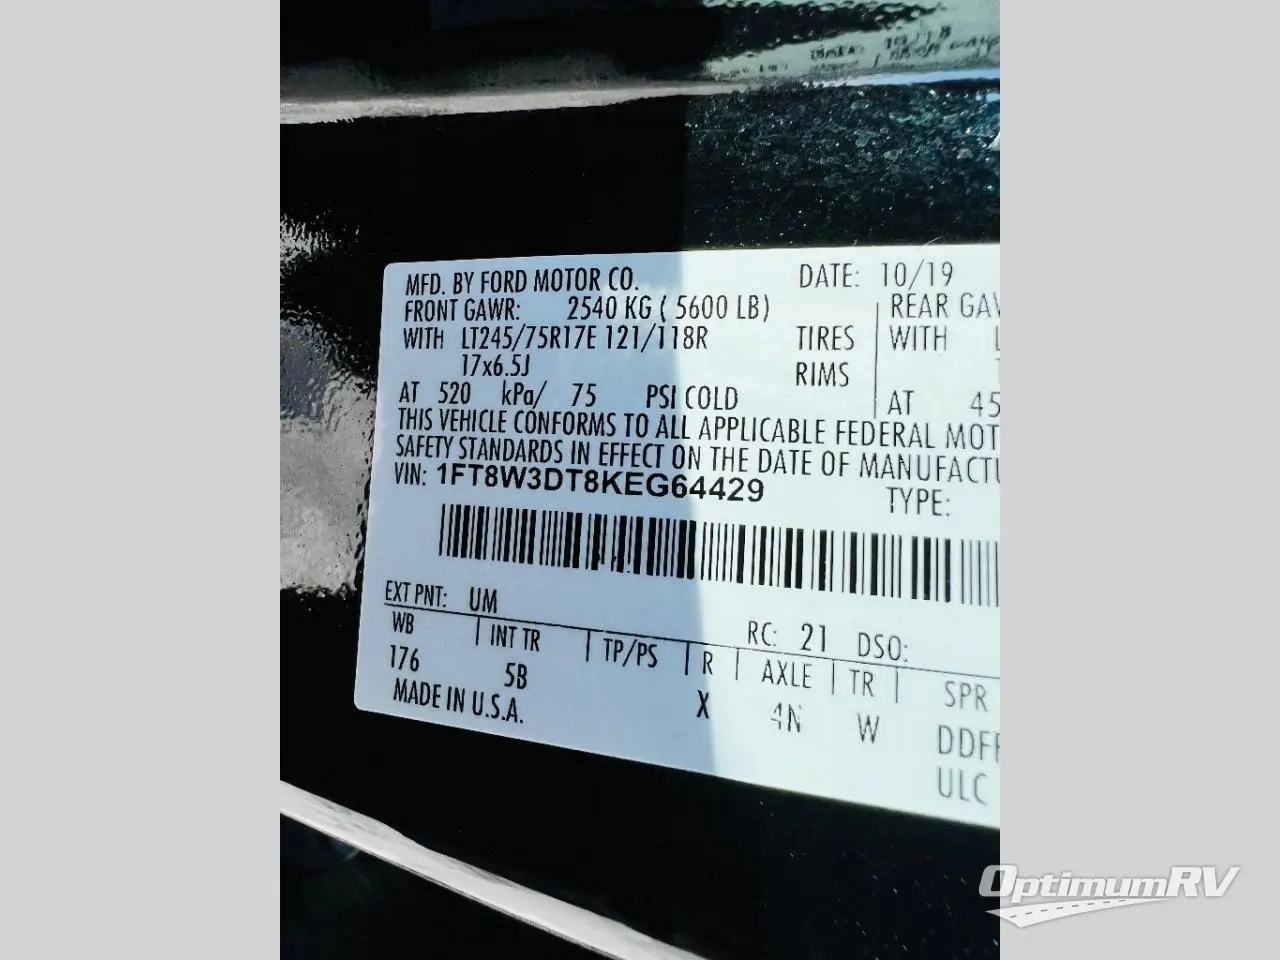 MFD. BY FORD MOTOR CO. DATE: 10/19
FRONT GAWR: 2540 KG ( 5600 LB) REAR GAW
WITH LT245/75R17E 121/118R TIRES WITH L
17x6.5J RIMS
AT 520 kPa/ 75 PSI COLD AT 45
THIS VEHICLE CONFORMS TO ALL APPLICABLE FEDERAL MOT
SAFETY STANDARDS IN EFFECT ON THE DATE OF MANUFACTU
VIN: 1FT8W3DT8KEG64429 TYPE:
EXT PNT: UM RC: 21 DSO:
WB INT TR TP/PS R AXLE TR SPR
176 5B X 4N W DDFF
MADE IN U.S.A. ULC
OptimumRV